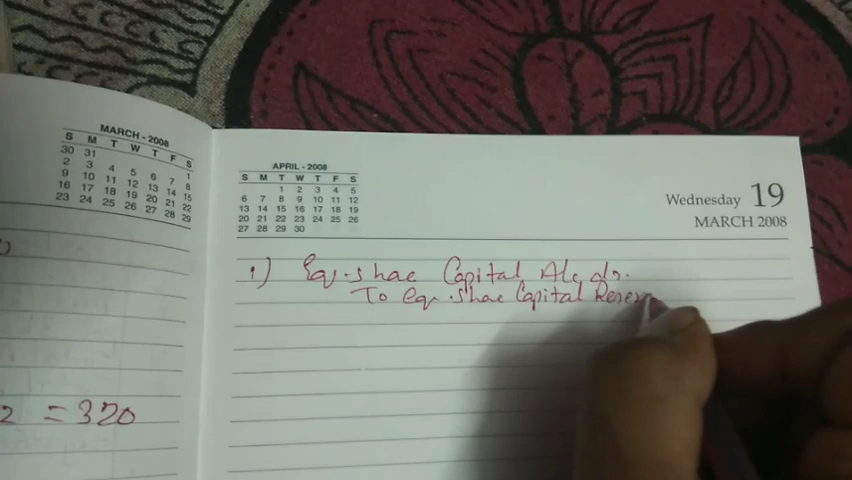 MARCH - 2008
S M T W T F S
30 31 1
2 3 4 5 6 7 8
9 10 11 12 13 14 15
16 17 18 19 20 21 22
23 24 25 26 27 28 29
2 = 320
APRIL - 2008
S M T W T F S
1 2 3 4 5
6 7 8 9 10 11 12
13 14 15 16 17 18 19
20 21 22 23 24 25 26
27 28 29 30
Wednesday 19
MARCH 2008
1) Eq. shae Capital A/c dr.
To eq. shae Capital Reser